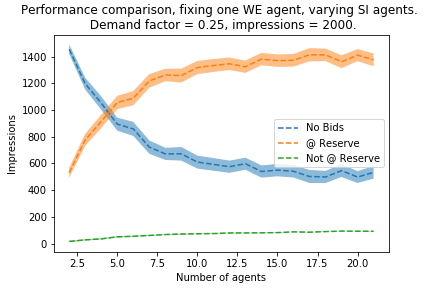 Performance comparison, fixing one WE agent, varying SI agents.
Demand factor = 0.25, impressions = 2000.
1400
1200
1000
800
600
400
200
0
Impressions
No Bids
@ Reserve
Not @ Reserve
2.5 5.0 7.5 10.0 12.5 15.0 17.5 20.0
Number of agents